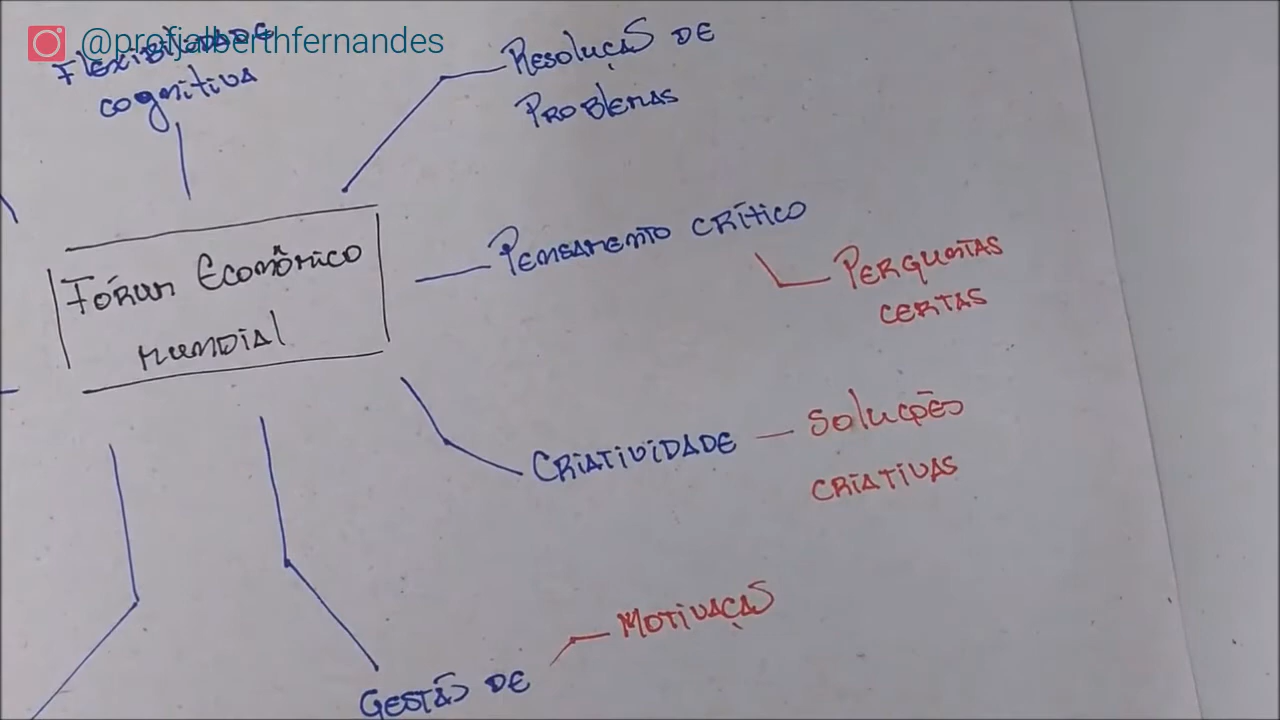 @profjalberthfernandes
FLEXIBILIDADE
COGNITIVA
RESOLUÇÃO DE
PROBLEMAS
FÓRUM ECONÔMICO
MUNDIAL
PENSAMENTO CRÍTICO
PERGUNTAS
CERTAS
CRIATIVIDADE
SOLUÇÕES
CRIATIVAS
MOTIVAÇÃO
GESTÃO DE